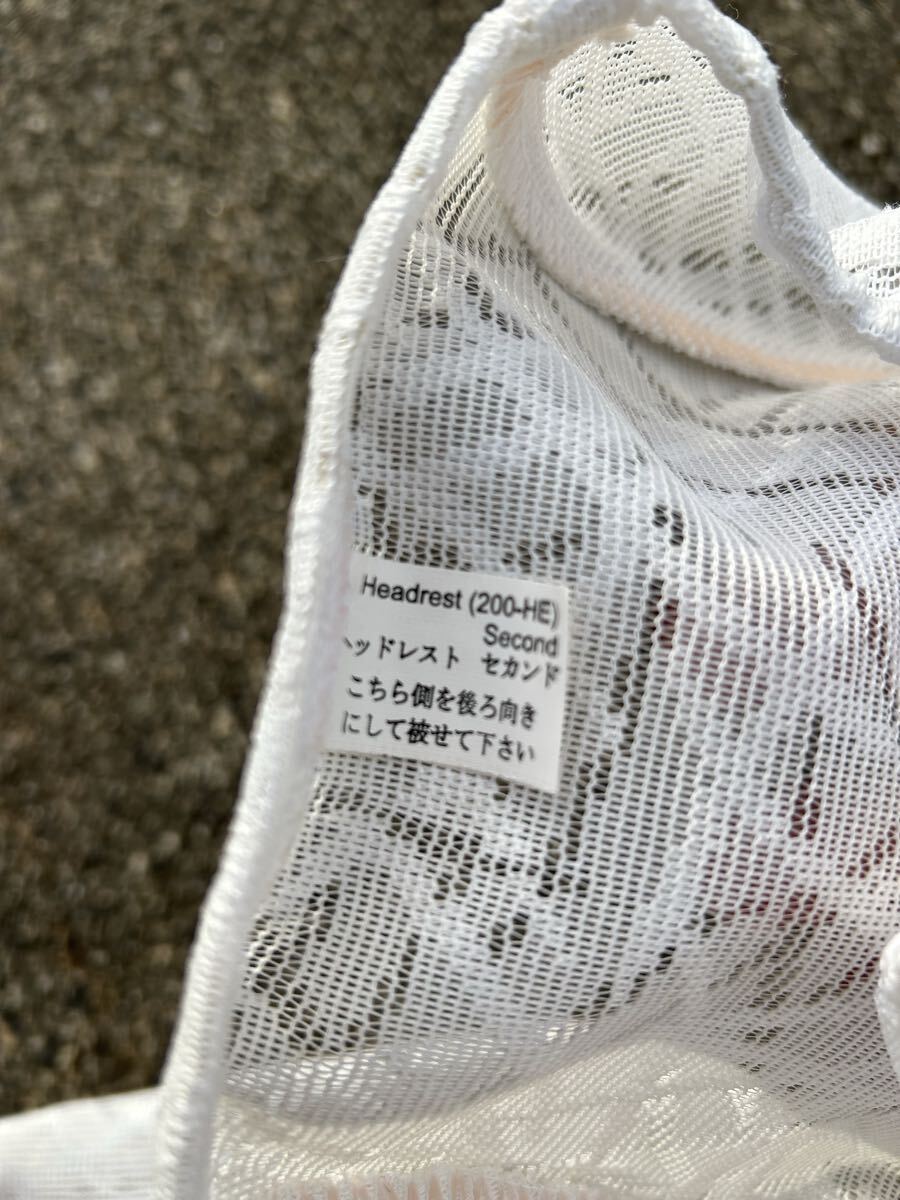 Headrest (200-HE)
Second
ヘッドレスト セカンド
こちら側を後ろ向き
にして被せて下さい